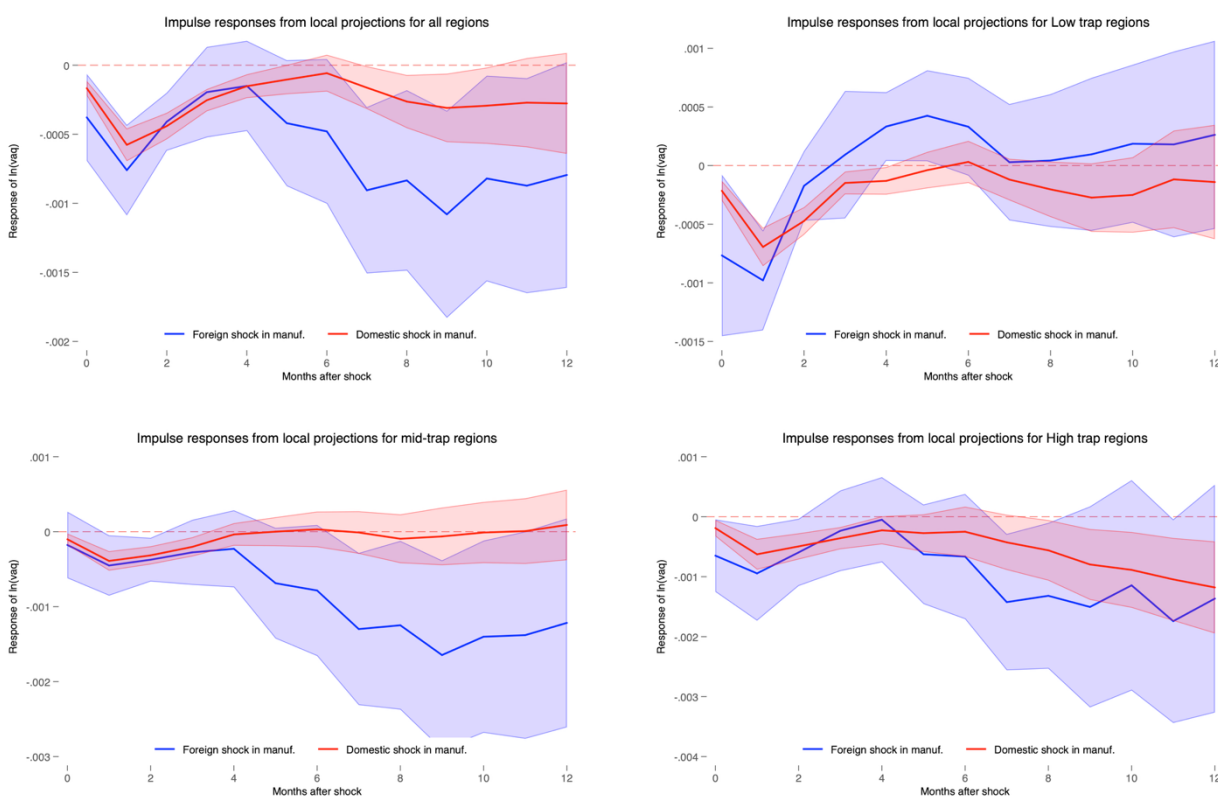 Impulse responses from local projections for all regions
0
-.0005
-.001
-.0015
-.002
Response of ln(vaq)
Foreign shock in manuf. Domestic shock in manuf.
0 2 4 6 8 10 12
Months after shock
Impulse responses from local projections for Low trap regions
.001
.0005
0
-.0005
-.001
-.0015
Response of ln(vaq)
Foreign shock in manuf. Domestic shock in manuf.
0 2 4 6 8 10 12
Months after shock
Impulse responses from local projections for mid-trap regions
.001
0
-.001
-.002
-.003
Response of ln(vaq)
Foreign shock in manuf. Domestic shock in manuf.
0 2 4 6 8 10 12
Months after shock
Impulse responses from local projections for High trap regions
.001
0
-.001
-.002
-.003
-.004
Response of ln(vaq)
Foreign shock in manuf. Domestic shock in manuf.
0 2 4 6 8 10 12
Months after shock